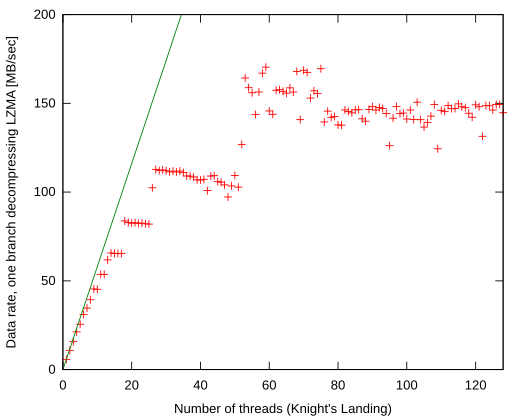 200
150
100
50
0
0 20 40 60 80 100 120
Data rate, one branch decompressing LZMA [MB/sec]
Number of threads (Knight's Landing)